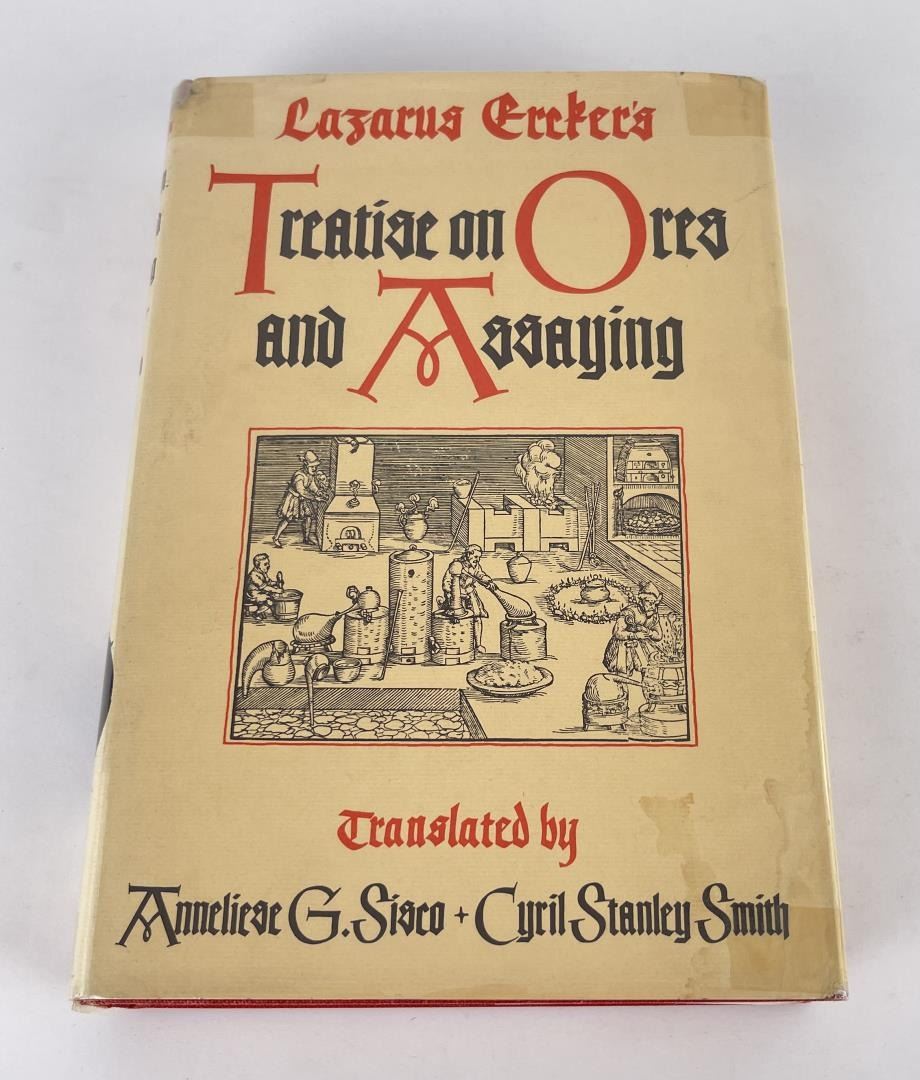 Lazarus Ercker's
Treatise on Ores
and Assaying
Translated by
Anneliese G. Sisco + Cyril Stanley Smith